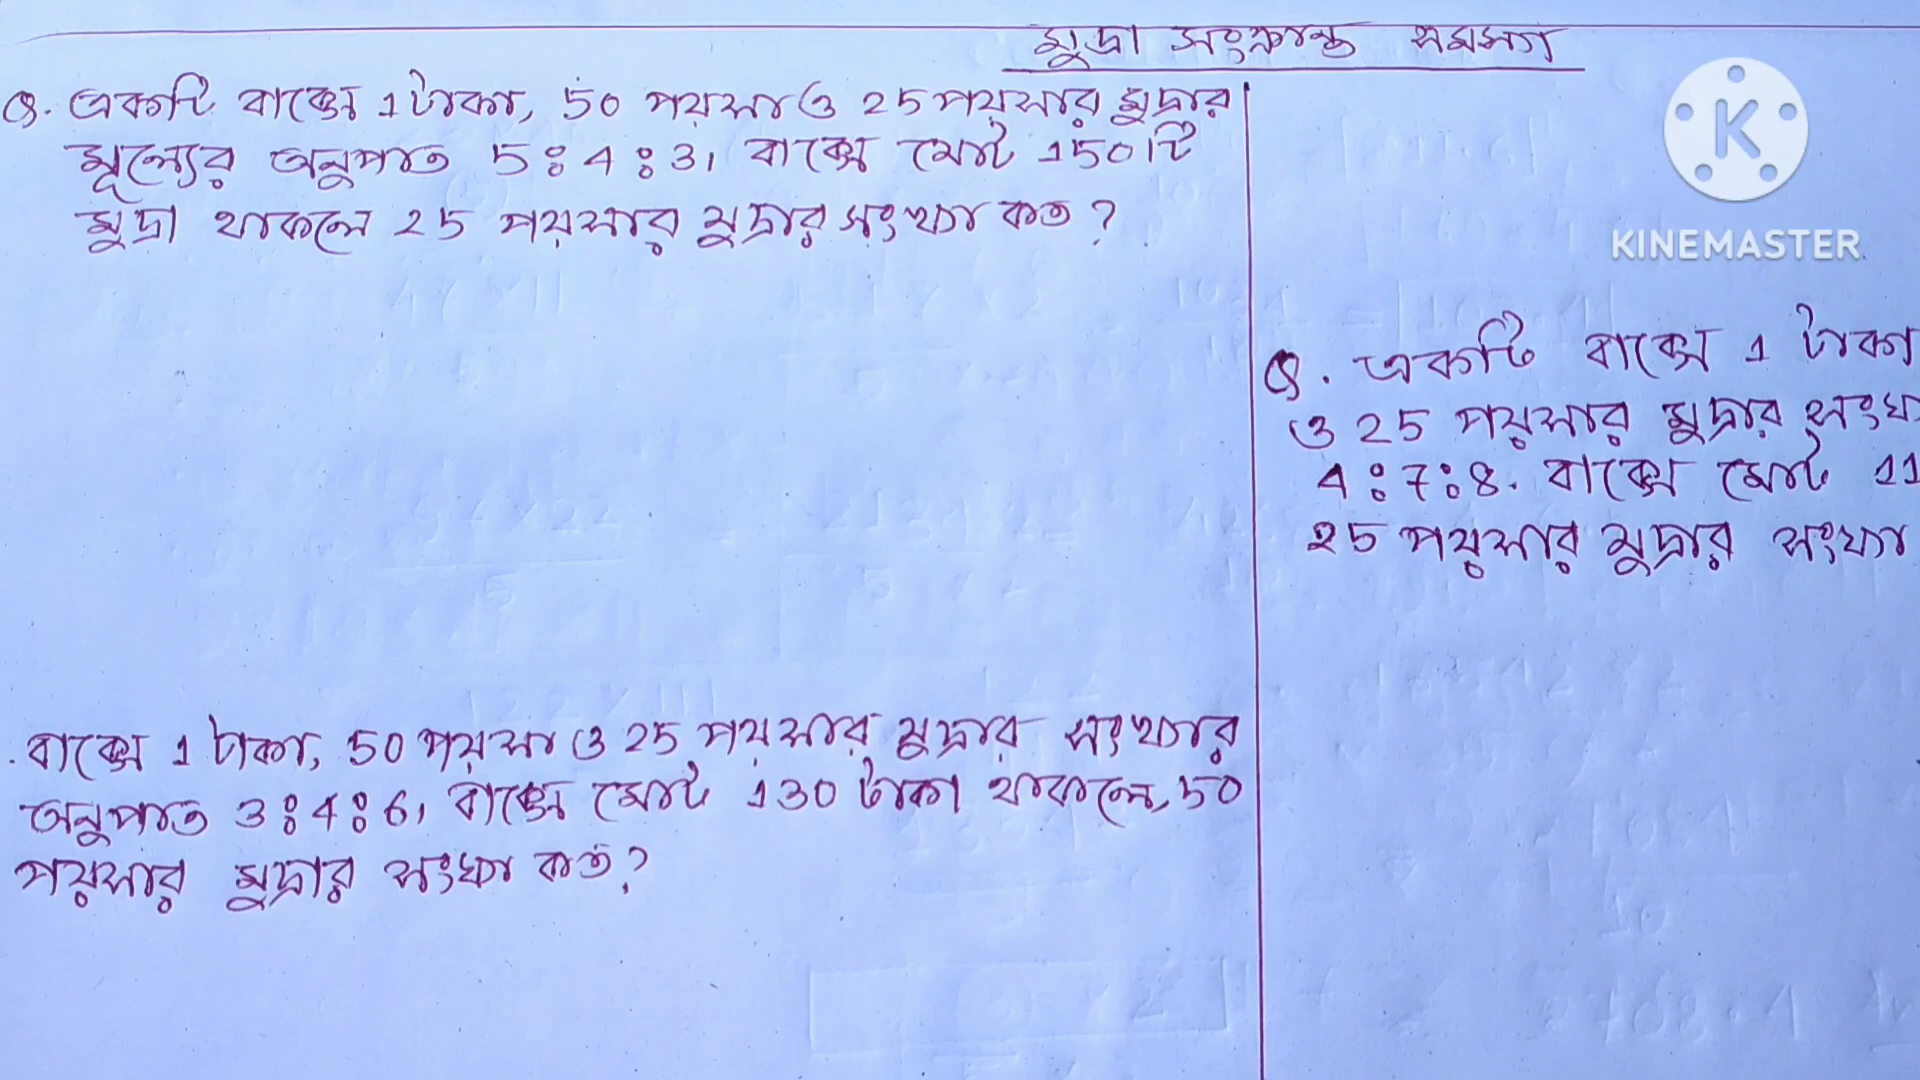 মুদ্রা সংক্রান্ত সমস্যা
Q. একটি বাক্সে 1 টাকা, 50 পয়সা ও 25 পয়সার মুদ্রার
মূল্যের অনুপাত 5:4:3। বাক্সে মোট 150টি
মুদ্রা থাকলে 25 পয়সার মুদ্রার সংখ্যা কত?
. বাক্সে 1 টাকা, 50 পয়সা ও 25 পয়সার মুদ্রার সংখ্যার
অনুপাত 3:4:6, বাক্সে মোট 130 টাকা থাকলে, 50
পয়সার মুদ্রার সংখ্যা কত?
KINEMASTER
Q. একটি বাক্সে 1 টাকা
ও 25 পয়সার মুদ্রার সংখ্যা
4:7:8. বাক্সে মোট 11
25 পয়সার মুদ্রার সংখ্যা